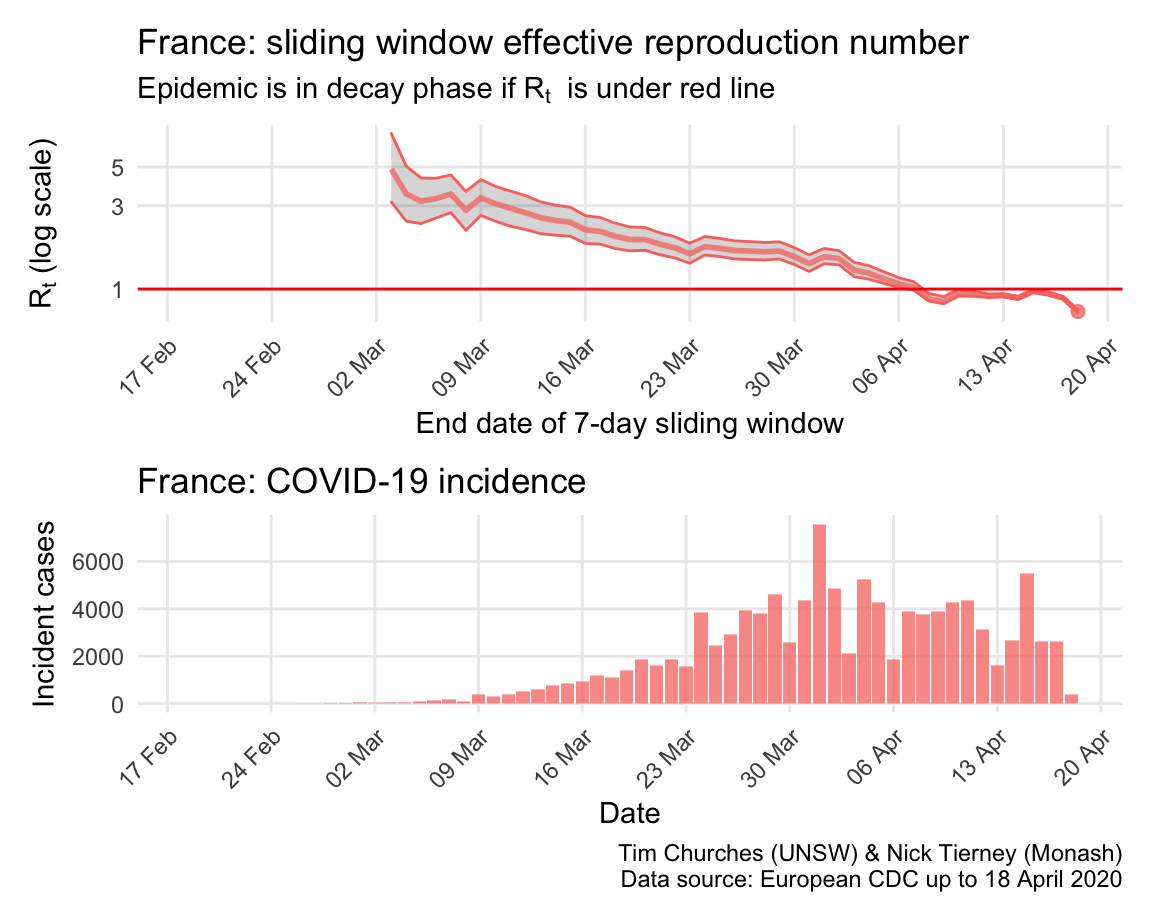 France: sliding window effective reproduction number
Epidemic is in decay phase if Rt is under red line
Rt (log scale)
5
3
1
17 Feb
24 Feb
02 Mar
09 Mar
16 Mar
23 Mar
30 Mar
06 Apr
13 Apr
20 Apr
End date of 7-day sliding window
France: COVID-19 incidence
Incident cases
6000
4000
2000
0
17 Feb
24 Feb
02 Mar
09 Mar
16 Mar
23 Mar
30 Mar
06 Apr
13 Apr
20 Apr
Date
Tim Churches (UNSW) & Nick Tierney (Monash)
Data source: European CDC up to 18 April 2020